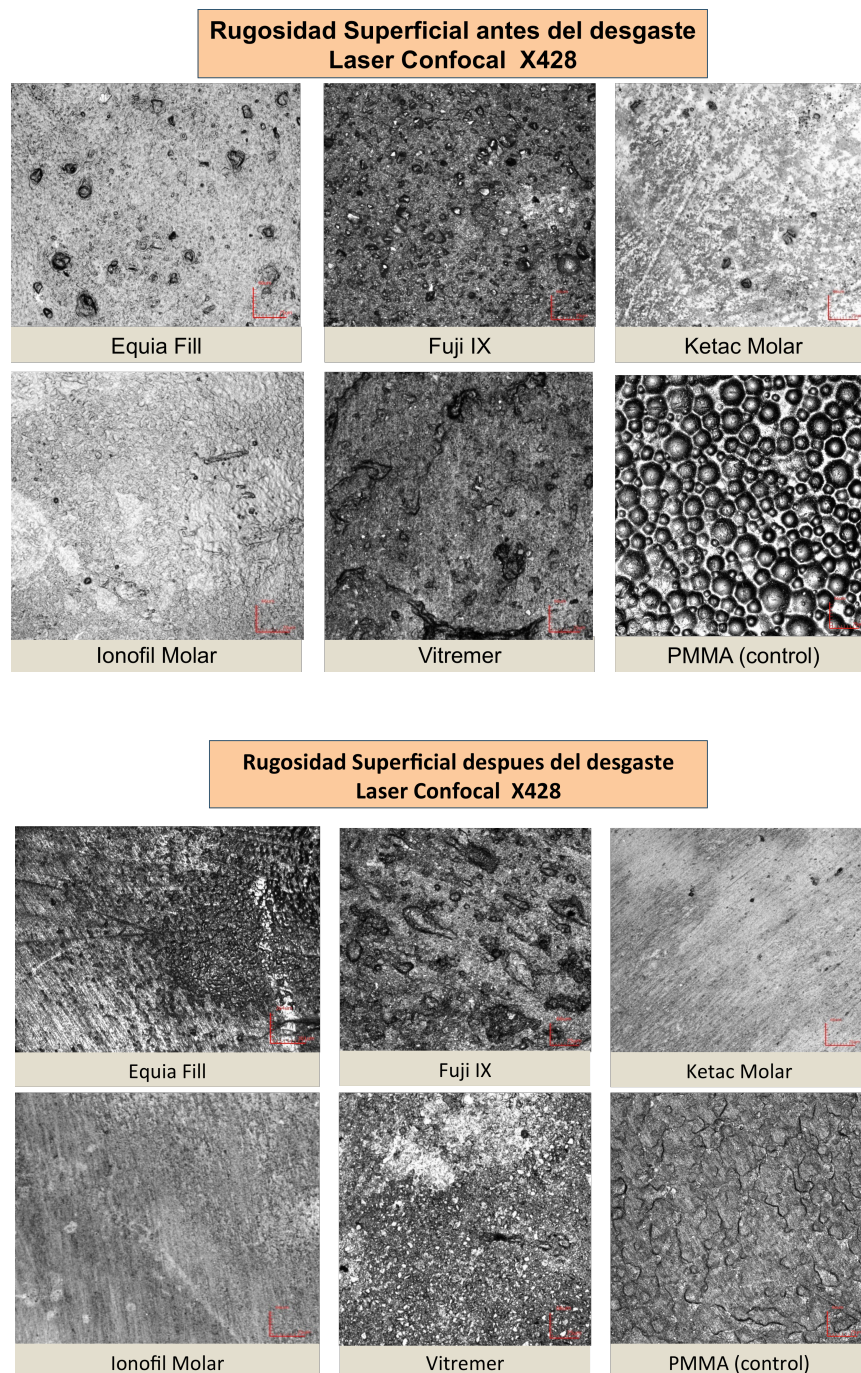 Rugosidad Superficial antes del desgaste
Laser Confocal X428
Equia Fill
Fuji IX
Ketac Molar
Ionofil Molar
Vitremer
PMMA (control)
Rugosidad Superficial despues del desgaste
Laser Confocal X428
Equia Fill
Fuji IX
Ketac Molar
Ionofil Molar
Vitremer
PMMA (control)